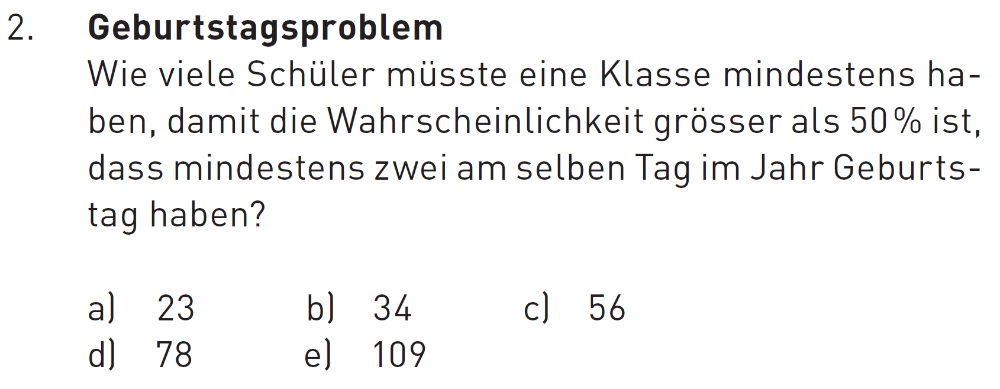 2. Geburtstagsproblem
Wie viele Schüler müsste eine Klasse mindestens ha-
ben, damit die Wahrscheinlichkeit grösser als 50% ist,
dass mindestens zwei am selben Tag im Jahr Geburts-
tag haben?
a) 23 b) 34 c) 56
d) 78 e) 109